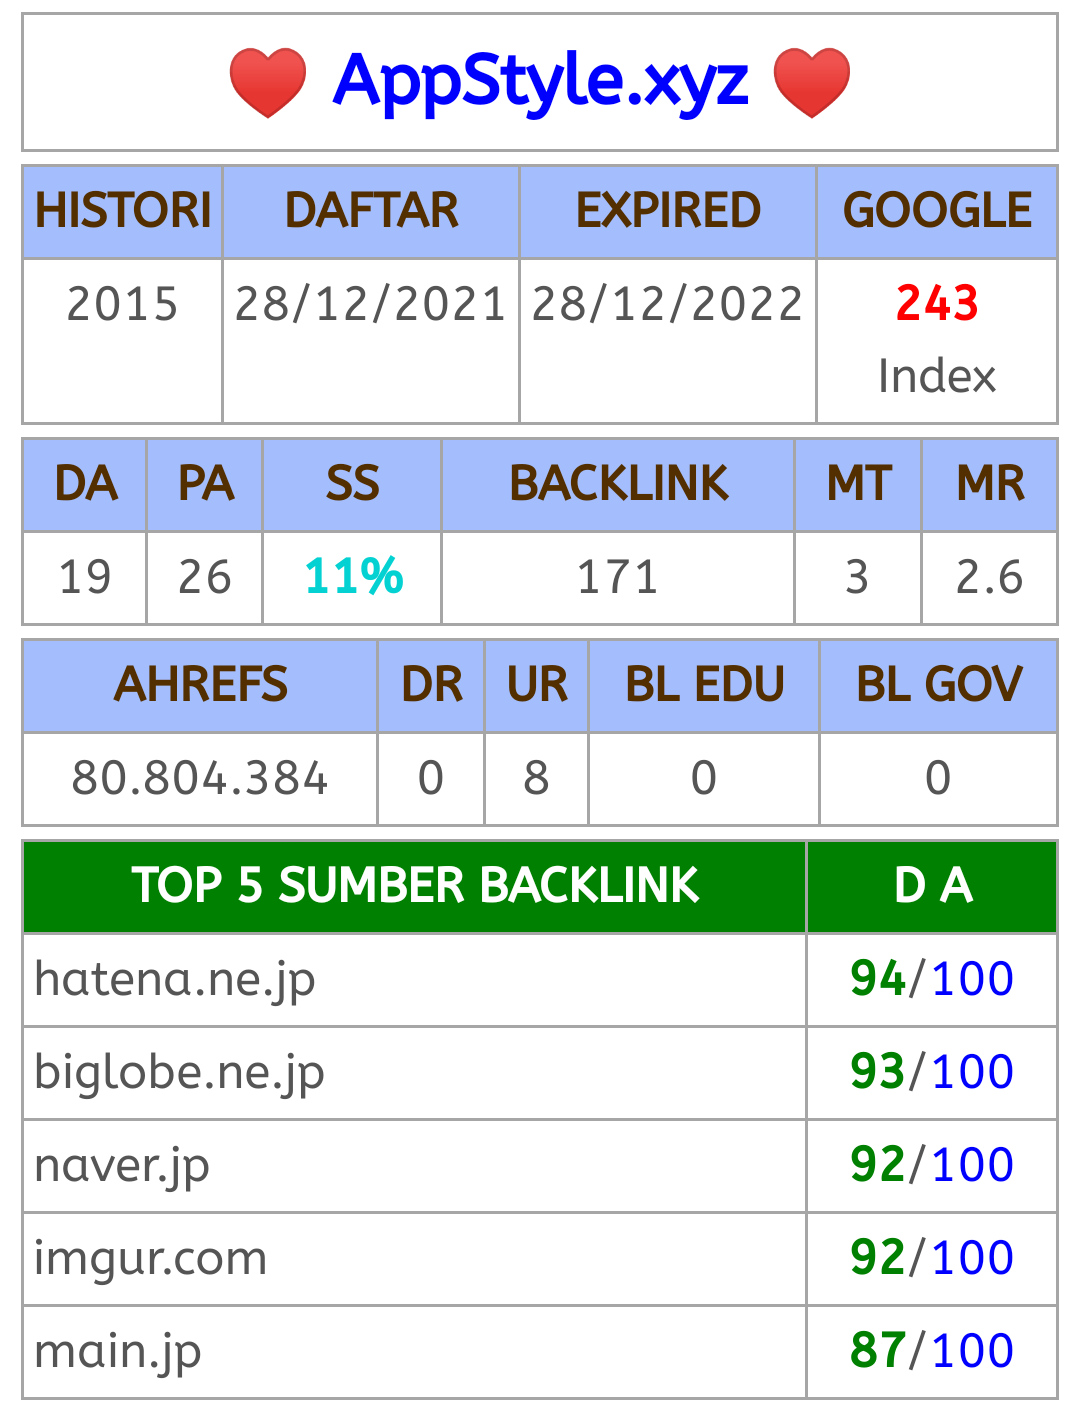 AppStyle.xyz
HISTORI DAFTAR EXPIRED GOOGLE
2015 28/12/2021 28/12/2022 243
Index
DA PA SS BACKLINK MT MR
19 26 11% 171 3 2.6
AHREFS DR UR BL EDU BL GOV
80.804.384 0 8 0 0
TOP 5 SUMBER BACKLINK D A
hatena.ne.jp 94/100
biglobe.ne.jp 93/100
naver.jp 92/100
imgur.com 92/100
main.jp 87/100